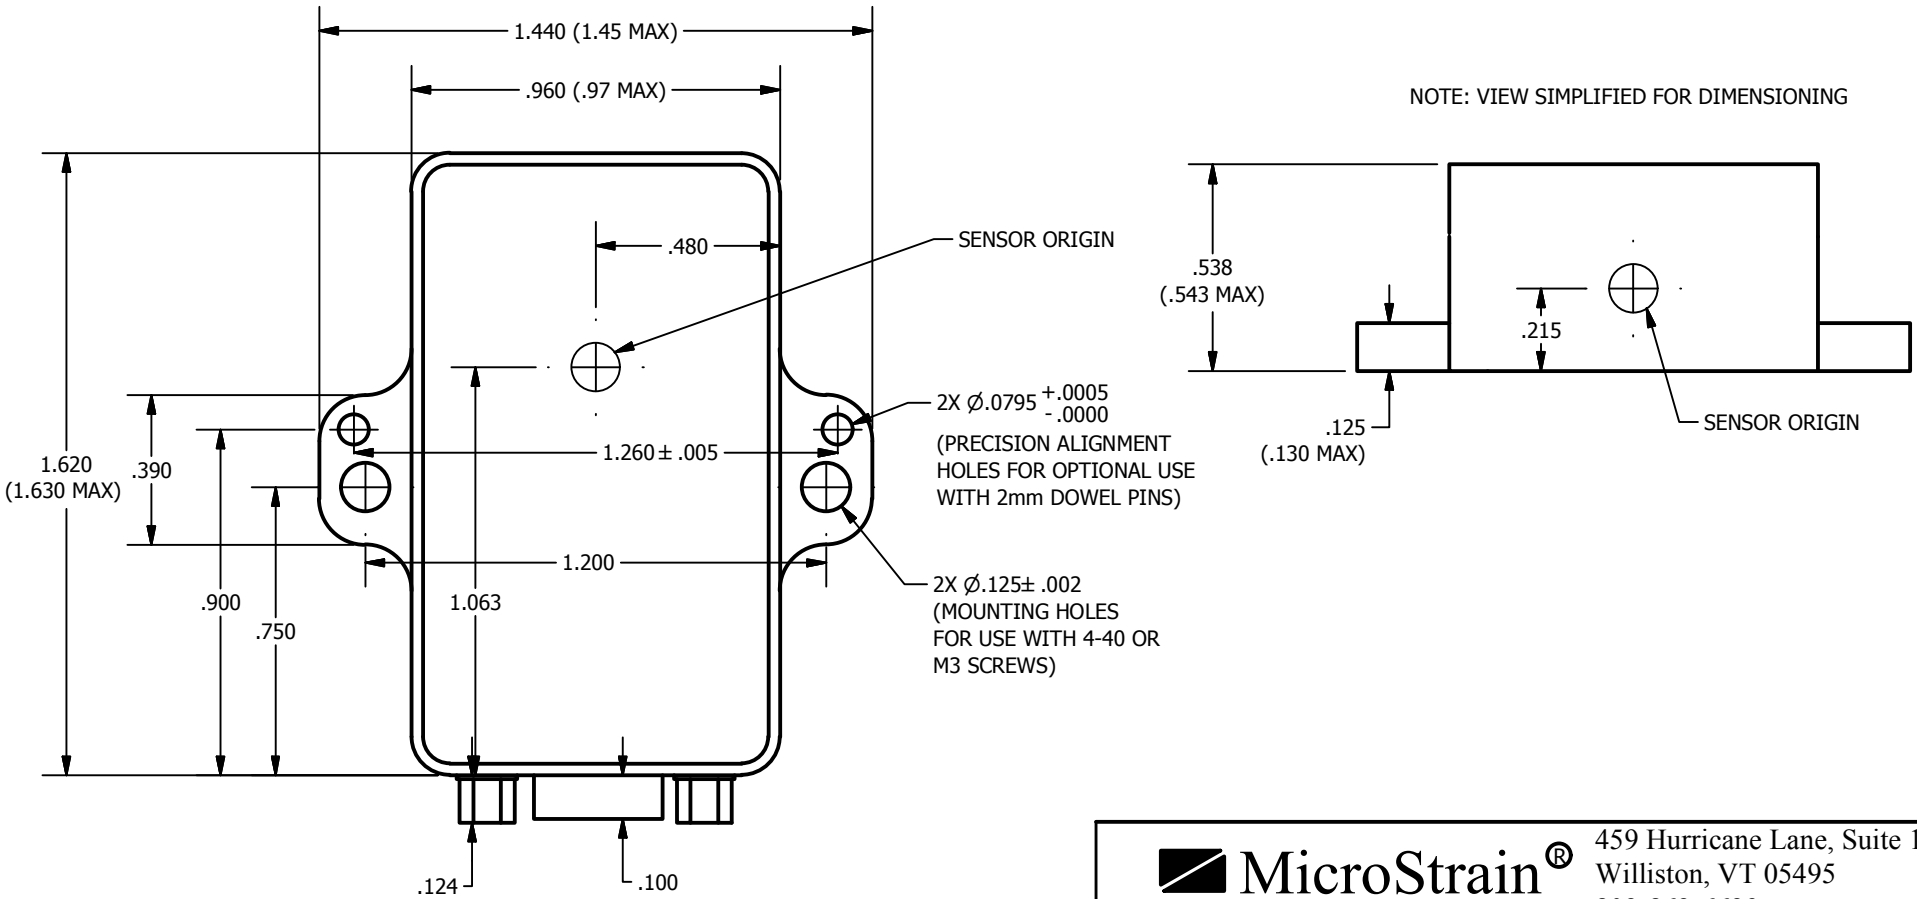 1.440 (1.45 MAX)
.960 (.97 MAX)
NOTE: VIEW SIMPLIFIED FOR DIMENSIONING
.480
SENSOR ORIGIN
.538
(.543 MAX)
.215
SENSOR ORIGIN
.125
(.130 MAX)
2X Ø.0795 +.0005
-.0000
(PRECISION ALIGNMENT
HOLES FOR OPTIONAL USE
WITH 2mm DOWEL PINS)
1.260± .005
1.620
(1.630 MAX)
.390
1.200
2X Ø.125± .002
(MOUNTING HOLES
FOR USE WITH 4-40 OR
M3 SCREWS)
.900
.750
1.063
.124
.100
MicroStrain®
459 Hurricane Lane, Suite 1
Williston, VT 05495